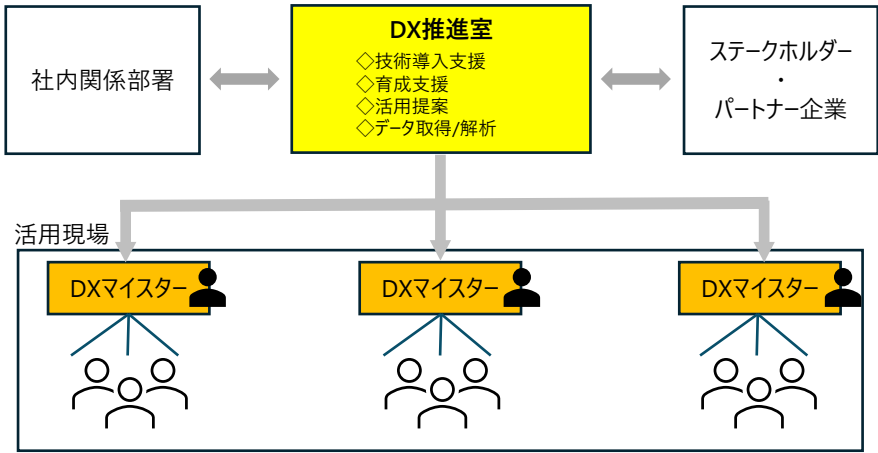 社内関係部署
DX推進室
◇技術導入支援
◇育成支援
◇活用提案
◇データ取得/解析
ステークホルダー
・
パートナー企業
活用現場
DXマイスター
DXマイスター
DXマイスター